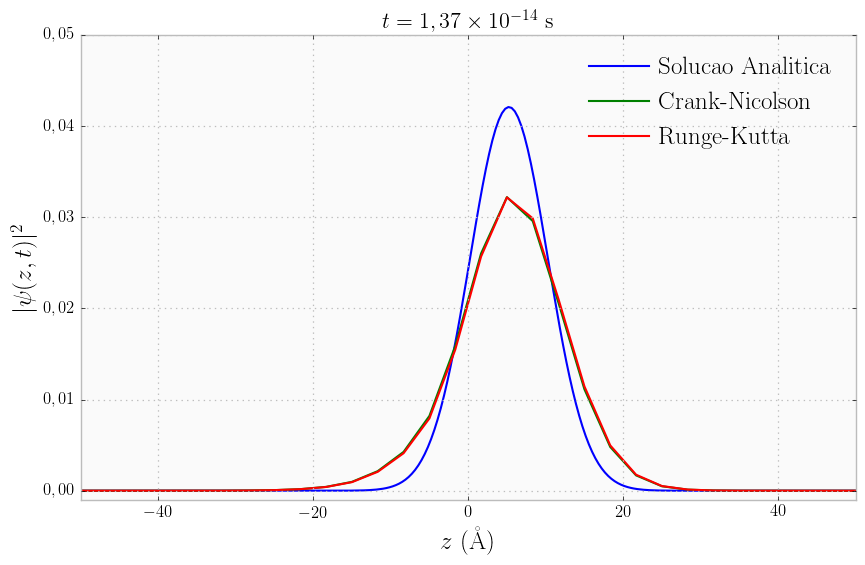 t = 1,37 × 10⁻¹⁴ s
0,05
0,04
0,03
0,02
0,01
0,00
|ψ(z, t)|²
Solucao Analitica
Crank-Nicolson
Runge-Kutta
−40 −20 0 20 40
z (Å)